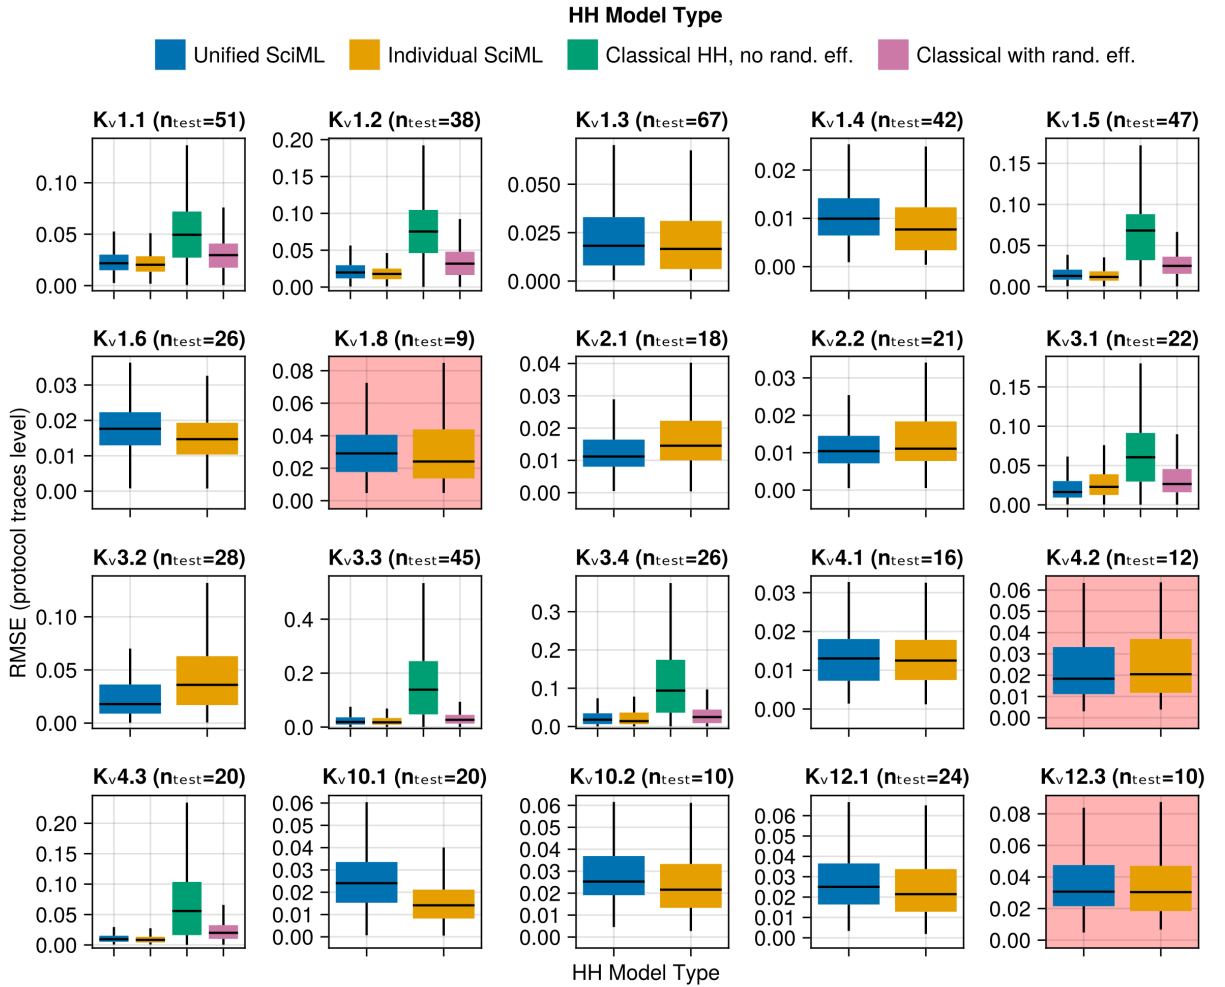 HH Model Type
Unified SciML Individual SciML Classical HH, no rand. eff. Classical with rand. eff.
Kᵥ1.1 (nₜₑₛₜ=51) Kᵥ1.2 (nₜₑₛₜ=38) Kᵥ1.3 (nₜₑₛₜ=67) Kᵥ1.4 (nₜₑₛₜ=42) Kᵥ1.5 (nₜₑₛₜ=47)
0.10 0.05 0.00
0.20 0.15 0.10 0.05 0.00
0.050 0.025 0.000
0.02 0.01 0.00
0.15 0.10 0.05 0.00
Kᵥ1.6 (nₜₑₛₜ=26) Kᵥ1.8 (nₜₑₛₜ=9) Kᵥ2.1 (nₜₑₛₜ=18) Kᵥ2.2 (nₜₑₛₜ=21) Kᵥ3.1 (nₜₑₛₜ=22)
0.03 0.02 0.01 0.00
0.08 0.06 0.04 0.02 0.00
0.04 0.03 0.02 0.01 0.00
0.03 0.02 0.01 0.00
0.15 0.10 0.05 0.00
RMSE (protocol traces level)
Kᵥ3.2 (nₜₑₛₜ=28) Kᵥ3.3 (nₜₑₛₜ=45) Kᵥ3.4 (nₜₑₛₜ=26) Kᵥ4.1 (nₜₑₛₜ=16) Kᵥ4.2 (nₜₑₛₜ=12)
0.10 0.05 0.00
0.4 0.2 0.0
0.3 0.2 0.1 0.0
0.03 0.02 0.01 0.00
0.06 0.05 0.04 0.03 0.02 0.01 0.00
Kᵥ4.3 (nₜₑₛₜ=20) Kᵥ10.1 (nₜₑₛₜ=20) Kᵥ10.2 (nₜₑₛₜ=10) Kᵥ12.1 (nₜₑₛₜ=24) Kᵥ12.3 (nₜₑₛₜ=10)
0.20 0.15 0.10 0.05 0.00
0.06 0.05 0.04 0.03 0.02 0.01 0.00
0.06 0.05 0.04 0.03 0.02 0.01 0.00
0.06 0.05 0.04 0.03 0.02 0.01 0.00
0.08 0.06 0.04 0.02 0.00
HH Model Type